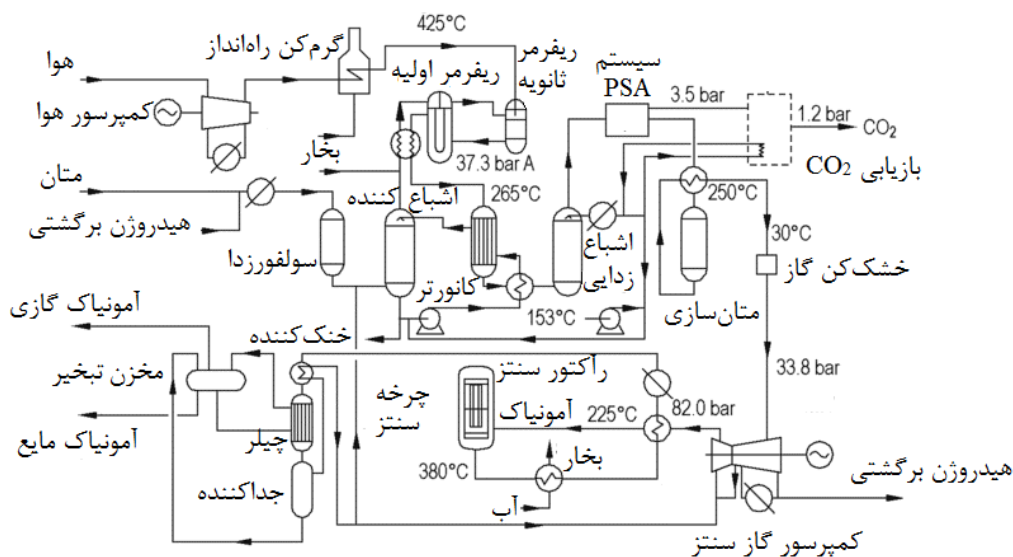 425°C
گرم‌کن راه‌انداز
ریفرمر
ثانویه
سیستم
PSA
هوا
ریفرمر اولیه
3.5 bar
1.2 bar
CO₂
کمپرسور هوا
بخار
37.3 bar A
بازیابی CO₂
متان
اشباع کننده
265°C
250°C
هیدروژن برگشتی
اشباع
زدایی
30°C
خشک‌کن گاز
سولفورزدا
کانورتر
متان‌سازی
153°C
آمونیاک گازی
خنک‌کننده
33.8 bar
مخزن تبخیر
چرخه
سنتز
رآکتور سنتز
آمونیاک
225°C
82.0 bar
آمونیاک مایع
چیلر
بخار
380°C
هیدروژن برگشتی
جداکننده
آب
کمپرسور گاز سنتز